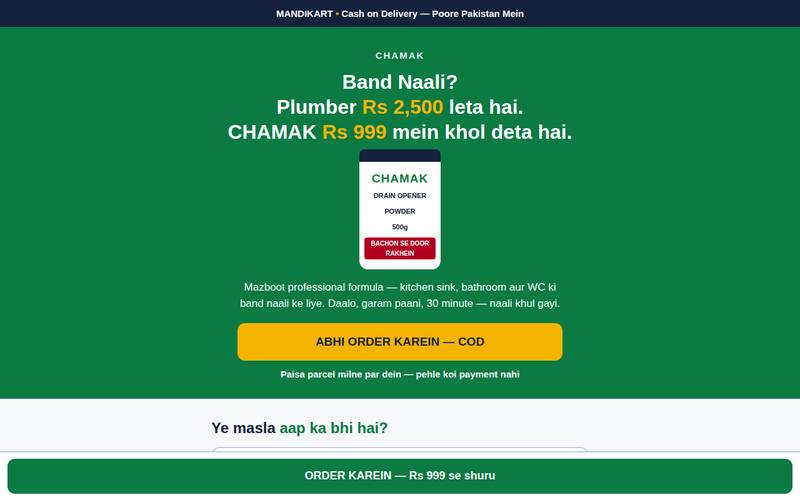 MANDIKART • Cash on Delivery — Poore Pakistan Mein
CHAMAK
Band Naali?
Plumber Rs 2,500 leta hai.
CHAMAK Rs 999 mein khol deta hai.
CHAMAK
DRAIN OPENER
POWDER
500g
BACHON SE DOOR
RAKHEIN
Mazboot professional formula — kitchen sink, bathroom aur WC ki
band naali ke liye. Daalo, garam paani, 30 minute — naali khul gayi.
ABHI ORDER KAREIN — COD
Paisa parcel milne par dein — pehle koi payment nahi
Ye masla aap ka bhi hai?
ORDER KAREIN — Rs 999 se shuru